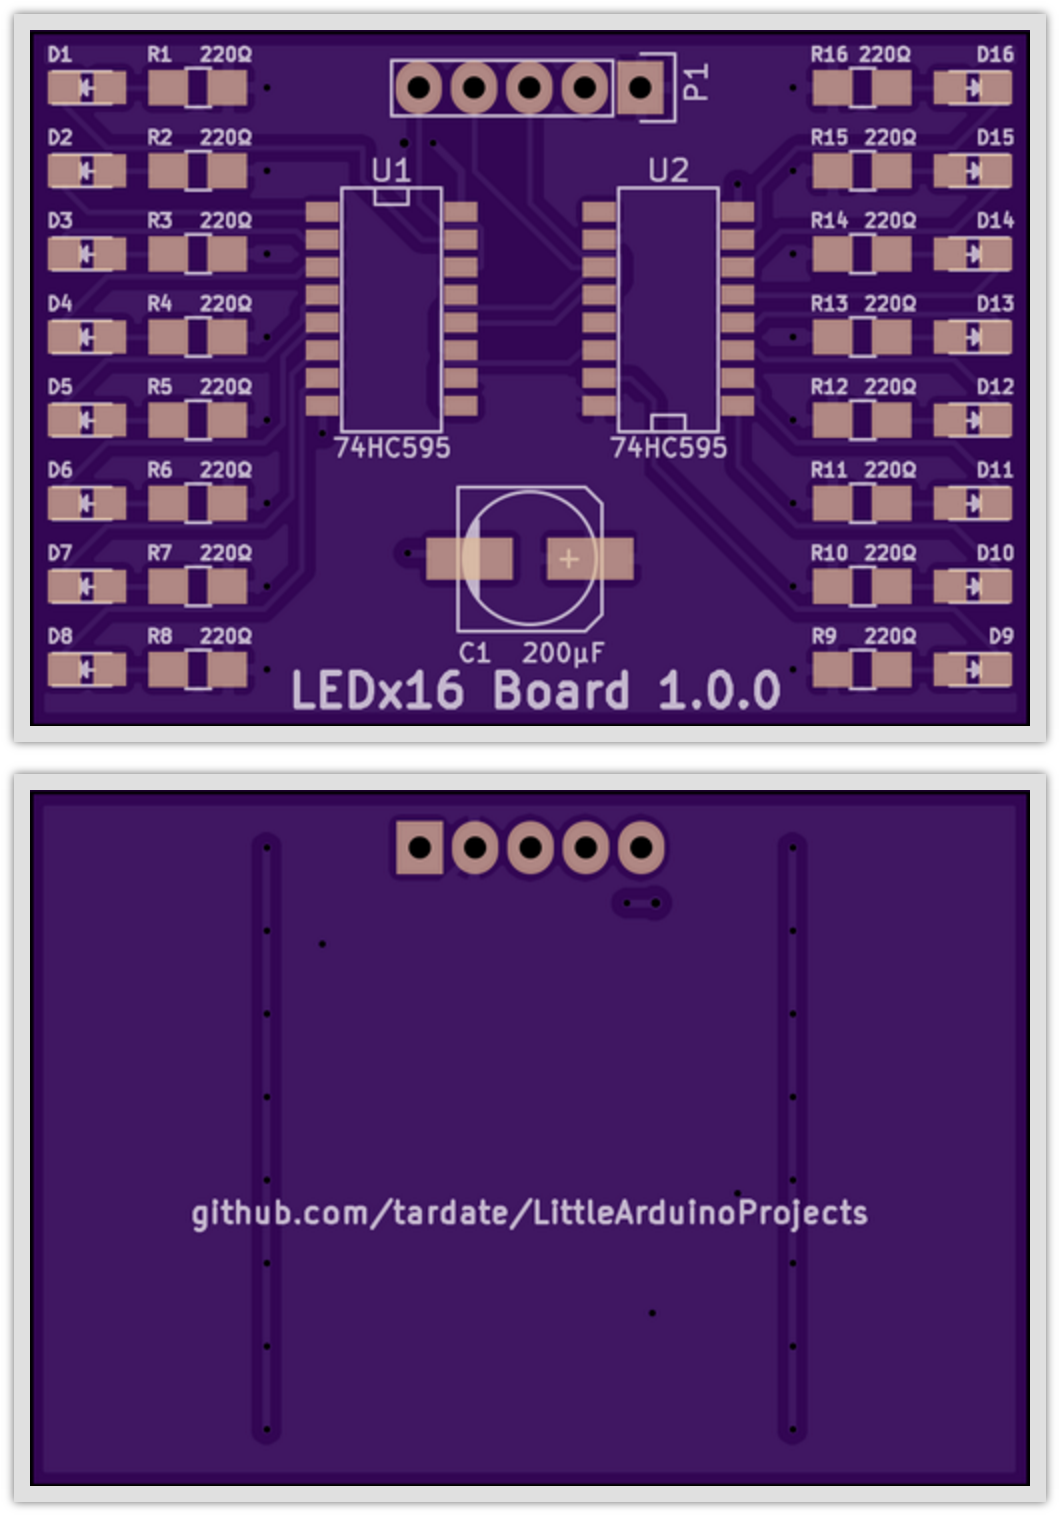 D1 R1 220Ω P1 R16 220Ω D16
D2 R2 220Ω R15 220Ω D15
U1 U2
D3 R3 220Ω R14 220Ω D14
D4 R4 220Ω R13 220Ω D13
D5 R5 220Ω R12 220Ω D12
74HC595 74HC595
D6 R6 220Ω R11 220Ω D11
D7 R7 220Ω R10 220Ω D10
+
D8 R8 220Ω R9 220Ω D9
C1 200µF
LEDx16 Board 1.0.0
github.com/tardate/LittleArduinoProjects